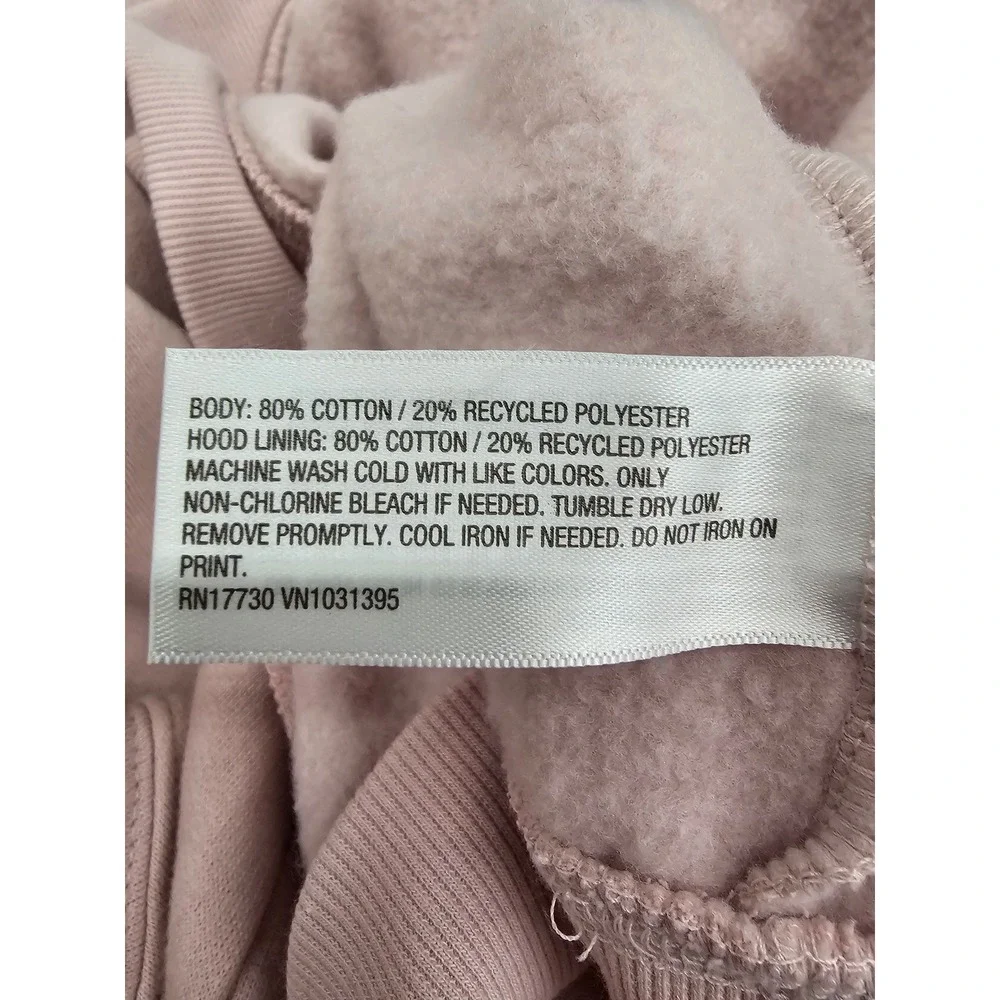 BODY: 80% COTTON / 20% RECYCLED POLYESTER
HOOD LINING: 80% COTTON / 20% RECYCLED POLYESTER
MACHINE WASH COLD WITH LIKE COLORS. ONLY
NON-CHLORINE BLEACH IF NEEDED. TUMBLE DRY LOW.
REMOVE PROMPTLY. COOL IRON IF NEEDED. DO NOT IRON ON
PRINT.
RN17730 VN1031395